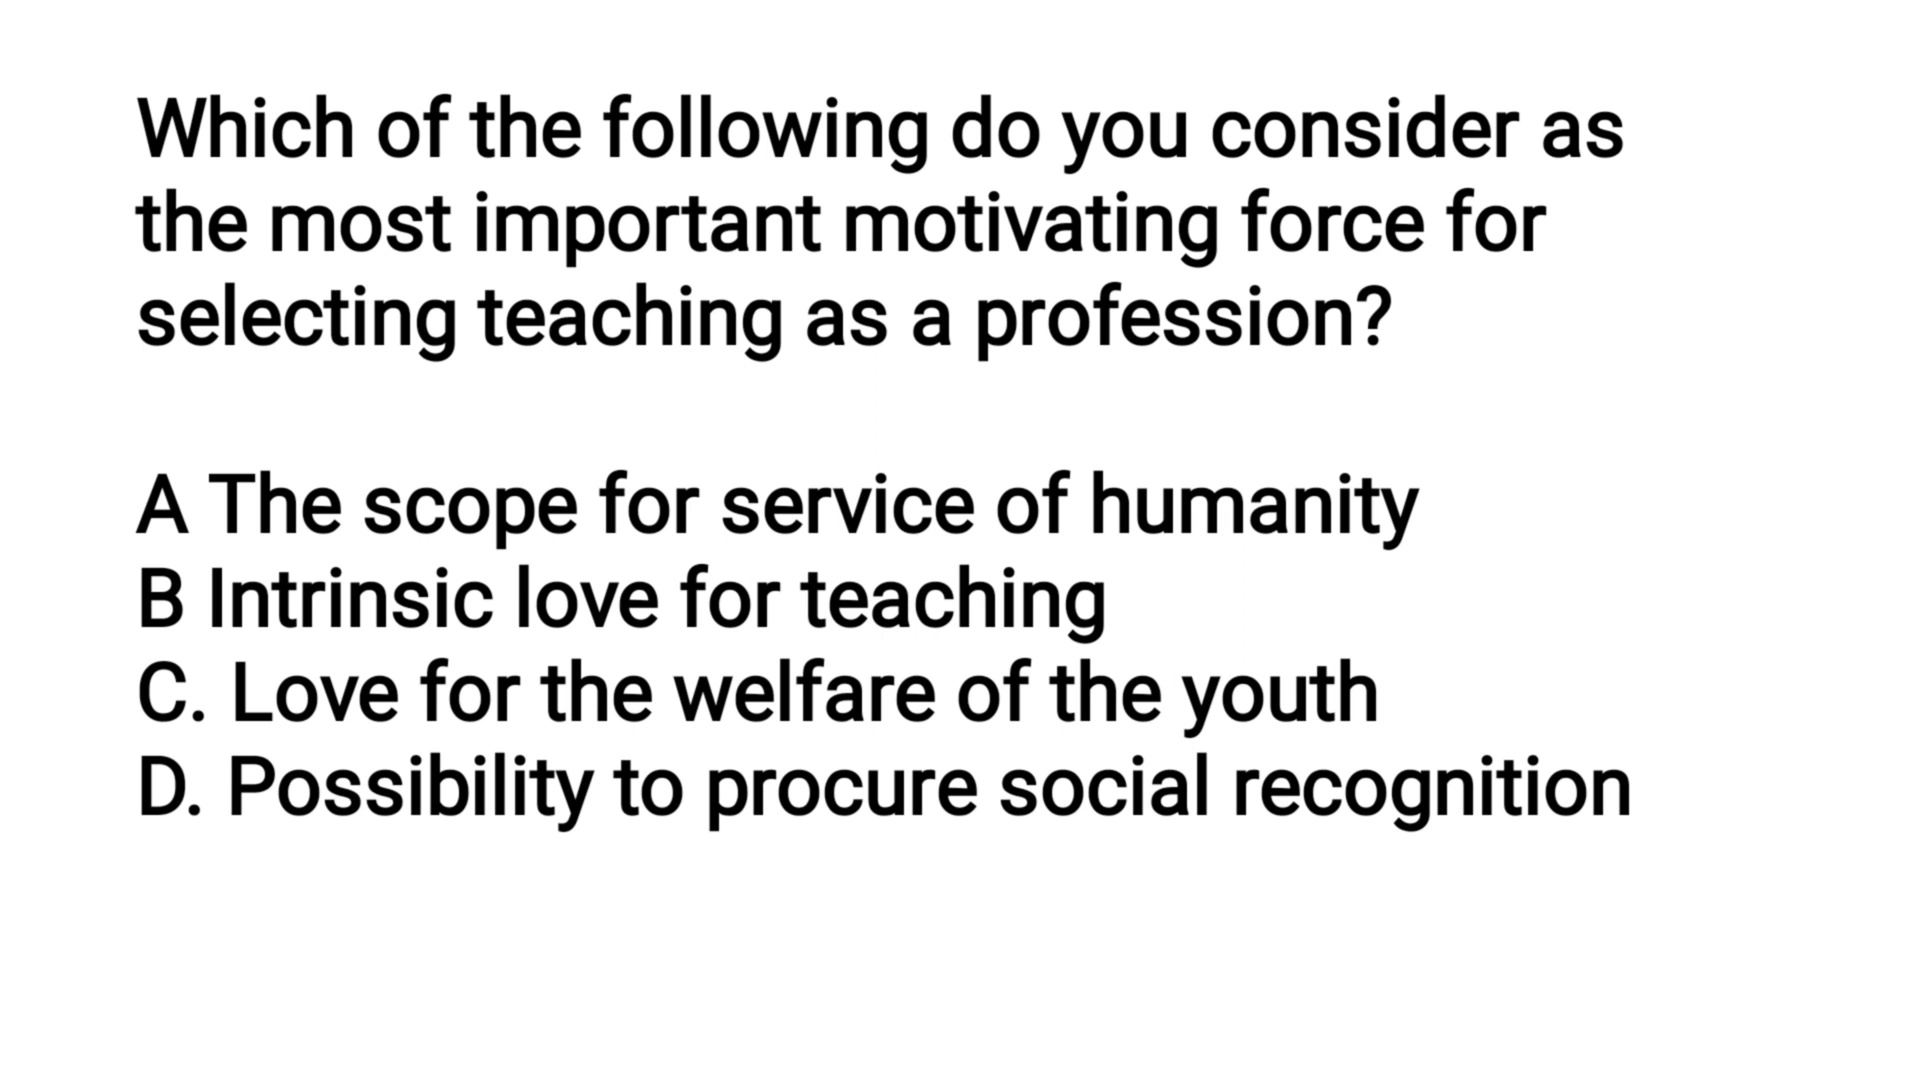 Which of the following do you consider as
the most important motivating force for
selecting teaching as a profession?
A The scope for service of humanity
B Intrinsic love for teaching
C. Love for the welfare of the youth
D. Possibility to procure social recognition